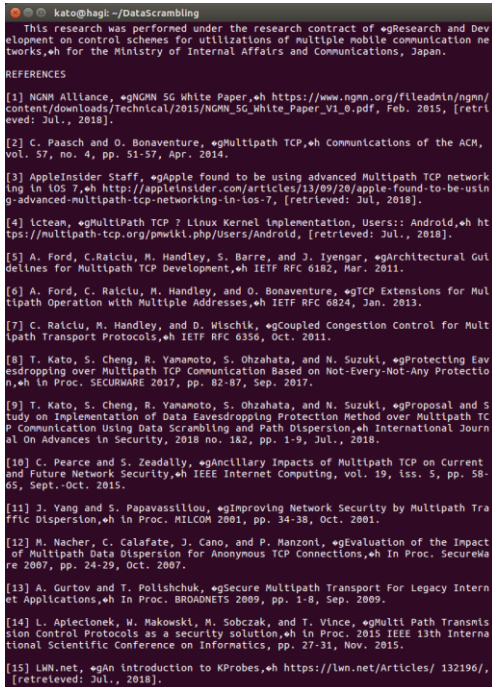 kato@hagi: ~/DataScrambling
This research was performed under the research contract of �gResearch and Dev
elopment on control schemes for utilizations of multiple mobile communication ne
tworks,�h for the Ministry of Internal Affairs and Communications, Japan.
REFERENCES
[1] NGNM Alliance, �gNGMN 5G White Paper,�h https://www.ngmn.org/fileadmin/ngmn/
content/downloads/Technical/2015/NGMN_5G_White_Paper_V1_0.pdf, Feb. 2015, [retri
eved: Jul., 2018].
[2] C. Paasch and O. Bonaventure, �gMultipath TCP,�h Communications of the ACM,
vol. 57, no. 4, pp. 51-57, Apr. 2014.
[3] AppleInsider Staff, �gApple found to be using advanced Multipath TCP network
ing in iOS 7,�h http://appleinsider.com/articles/13/09/20/apple-found-to-be-usin
g-advanced-multipath-tcp-networking-in-ios-7, [retrieved: Jul, 2018].
[4] icteam, �gMultiPath TCP ? Linux Kernel implementation, Users:: Android,�h ht
tps://multipath-tcp.org/pmwiki.php/Users/Android, [retrieved: Jul., 2018].
[5] A. Ford, C.Raiciu, M. Handley, S. Barre, and J. Iyengar, �gArchitectural Gui
delines for Multipath TCP Development,�h IETF RFC 6182, Mar. 2011.
[6] A. Ford, C. Raiciu, M. Handley, and O. Bonaventure, �gTCP Extensions for Mul
tipath Operation with Multiple Addresses,�h IETF RFC 6824, Jan. 2013.
[7] C. Raiciu, M. Handley, and D. Wischik, �gCoupled Congestion Control for Mult
ipath Transport Protocols,�h IETF RFC 6356, Oct. 2011.
[8] T. Kato, S. Cheng, R. Yamamoto, S. Ohzahata, and N. Suzuki, �gProtecting Eav
esdropping over Multipath TCP Communication Based on Not-Every-Not-Any Protectio
n,�h in Proc. SECURWARE 2017, pp. 82-87, Sep. 2017.
[9] T. Kato, S. Cheng, R. Yamamoto, S. Ohzahata, and N. Suzuki, �gProposal and S
tudy on Implementation of Data Eavesdropping Protection Method over Multipath TC
P Communication Using Data Scrambling and Path Dispersion,�h International Journ
al On Advances in Security, 2018 no. 1&2, pp. 1-9, Jul., 2018.
[10] C. Pearce and S. Zeadally, �gAncillary Impacts of Multipath TCP on Current
and Future Network Security,�h IEEE Internet Computing, vol. 19, iss. 5, pp. 58-
65, Sept.-Oct. 2015.
[11] J. Yang and S. Papavassiliou, �gImproving Network Security by Multipath Tra
ffic Dispersion,�h in Proc. MILCOM 2001, pp. 34-38, Oct. 2001.
[12] M. Nacher, C. Calafate, J. Cano, and P. Manzoni, �gEvaluation of the Impact
of Multipath Data Dispersion for Anonymous TCP Connections,�h In Proc. SecureWa
re 2007, pp. 24-29, Oct. 2007.
[13] A. Gurtov and T. Polishchuk, �gSecure Multipath Transport For Legacy Intern
et Applications,�h In Proc. BROADNETS 2009, pp. 1-8, Sep. 2009.
[14] L. Apiecionek, W. Makowski, M. Sobczak, and T. Vince, �gMulti Path Transmis
sion Control Protocols as a security solution,�h in Proc. 2015 IEEE 13th Interna
tional Scientific Conference on Informatics, pp. 27-31, Nov. 2015.
[15] LWN.net, �gAn introduction to KProbes,�h https://lwn.net/Articles/ 132196/,
[retreieved: Jul., 2018].